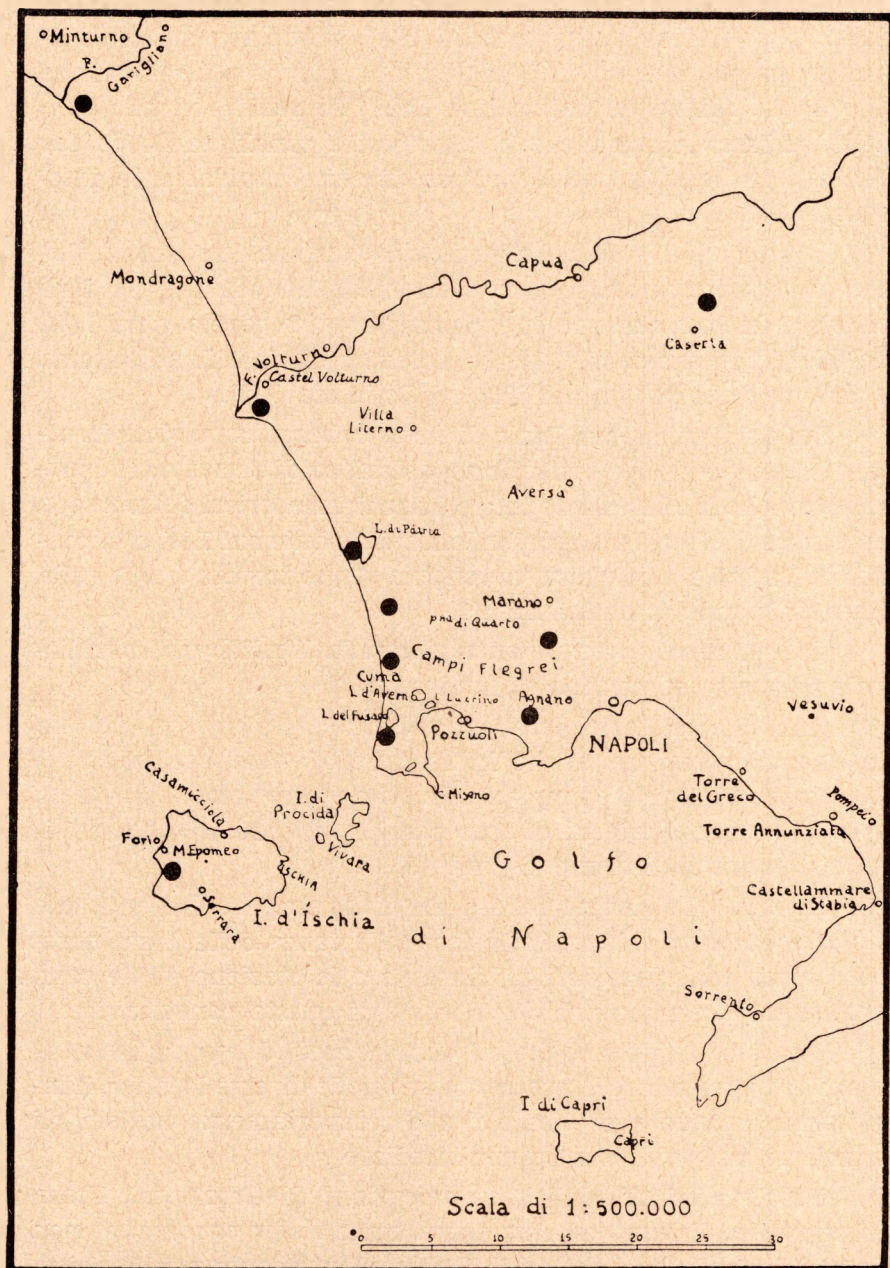 Minturno
F.
Garigliano
Mondragone
Capua
Caserta
F. Volturno
Castel Volturno
Villa
Literno
Aversa
L. di Pátria
Marano
pna di Quarto
Campi Flegrei
Cuma
L. d'Averno
L. Lucrino
Agnano
L. del Fusaro
Pozzuoli
NAPOLI
Vesuvio
Miseno
Torre
del Greco
Pompei
Torre Annunziata
Casamicciola
I. di
Procida
Vivara
Forio
M. Epomeo
ISCHIA
Serrara
I. d'Íschia
Golfo
di Napoli
Castellammare
di Stabia
Sorrento
I di Capri
Capri
Scala di 1:500.000
0 5 10 15 20 25 30